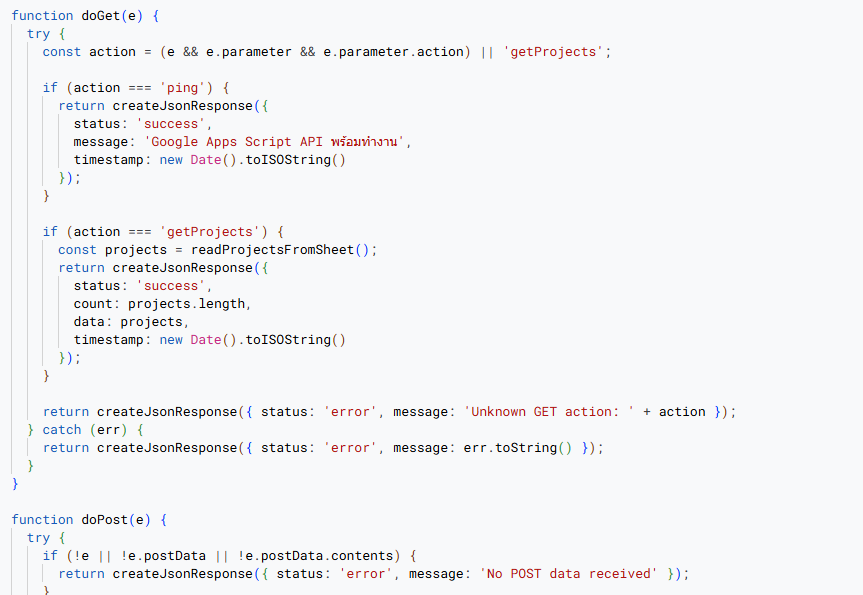 function doGet(e) {
try {
const action = (e && e.parameter && e.parameter.action) || 'getProjects';
if (action === 'ping') {
return createJsonResponse({
status: 'success',
message: 'Google Apps Script API พร้อมทำงาน',
timestamp: new Date().toISOString()
});
}
if (action === 'getProjects') {
const projects = readProjectsFromSheet();
return createJsonResponse({
status: 'success',
count: projects.length,
data: projects,
timestamp: new Date().toISOString()
});
}
return createJsonResponse({ status: 'error', message: 'Unknown GET action: ' + action });
} catch (err) {
return createJsonResponse({ status: 'error', message: err.toString() });
}
}
function doPost(e) {
try {
if (!e || !e.postData || !e.postData.contents) {
return createJsonResponse({ status: 'error', message: 'No POST data received' });
}